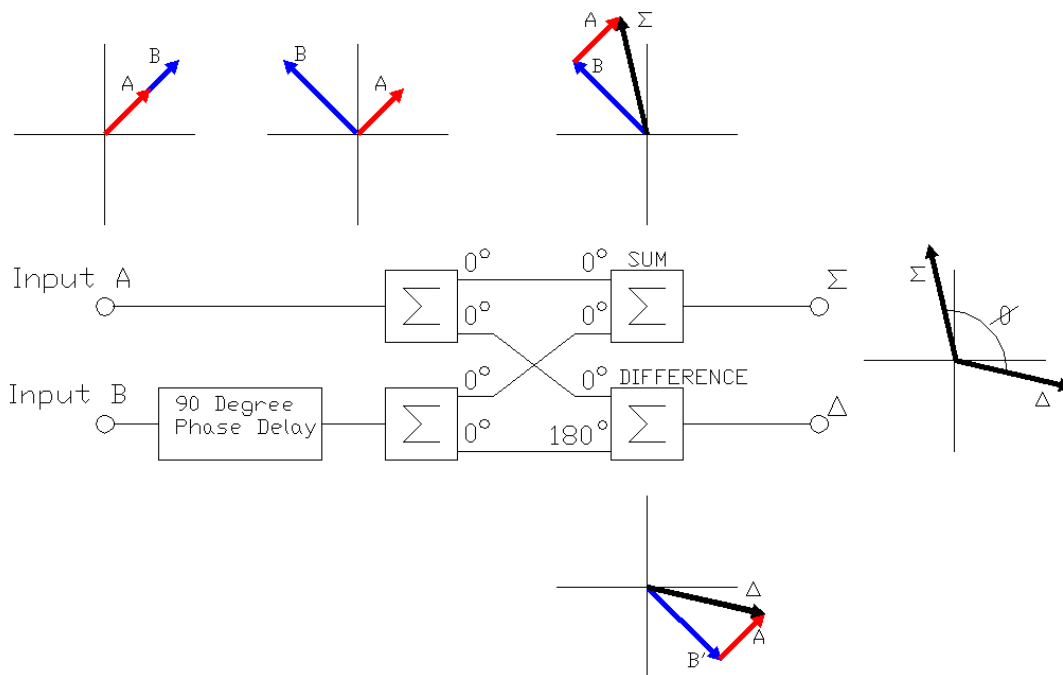 A Σ
B
B
A
A
B
0° 0° SUM
Input A
Σ
Σ
Σ
Σ
0° 0°
Σ
Ø
0° 0° DIFFERENCE
Input B
Δ
Δ
90 Degree
Phase Delay
Σ
Σ
0° 180°
Δ
A
B'